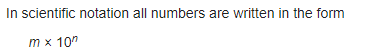 In scientific notation all numbers are written in the form
m × 10ⁿ